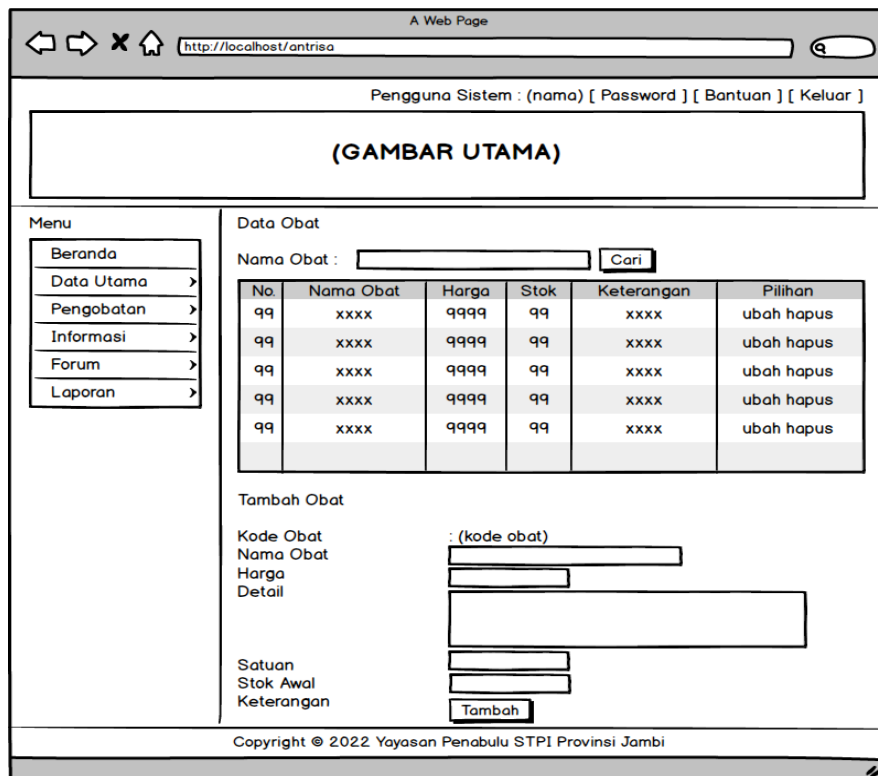 A Web Page
http://localhost/antrisa
Pengguna Sistem : (nama) [ Password ] [ Bantuan ] [ Keluar ]
(GAMBAR UTAMA)
Menu
Beranda
Data Utama
Pengobatan
Informasi
Forum
Laporan
Data Obat
Nama Obat :
Cari
No. Nama Obat Harga Stok Keterangan Pilihan
99 xxxx 9999 99 xxxx ubah hapus
99 xxxx 9999 99 xxxx ubah hapus
99 xxxx 9999 99 xxxx ubah hapus
99 xxxx 9999 99 xxxx ubah hapus
99 xxxx 9999 99 xxxx ubah hapus
Tambah Obat
Kode Obat : (kode obat)
Nama Obat
Harga
Detail
Satuan
Stok Awal
Keterangan
Tambah
Copyright © 2022 Yayasan Penabulu STPI Provinsi Jambi